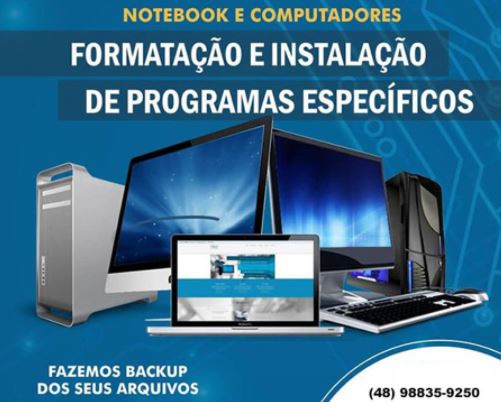 NOTEBOOK E COMPUTADORES
FORMATAÇÃO E INSTALAÇÃO
DE PROGRAMAS ESPECÍFICOS
FAZEMOS BACKUP
DOS SEUS ARQUIVOS
(48) 98835-9250